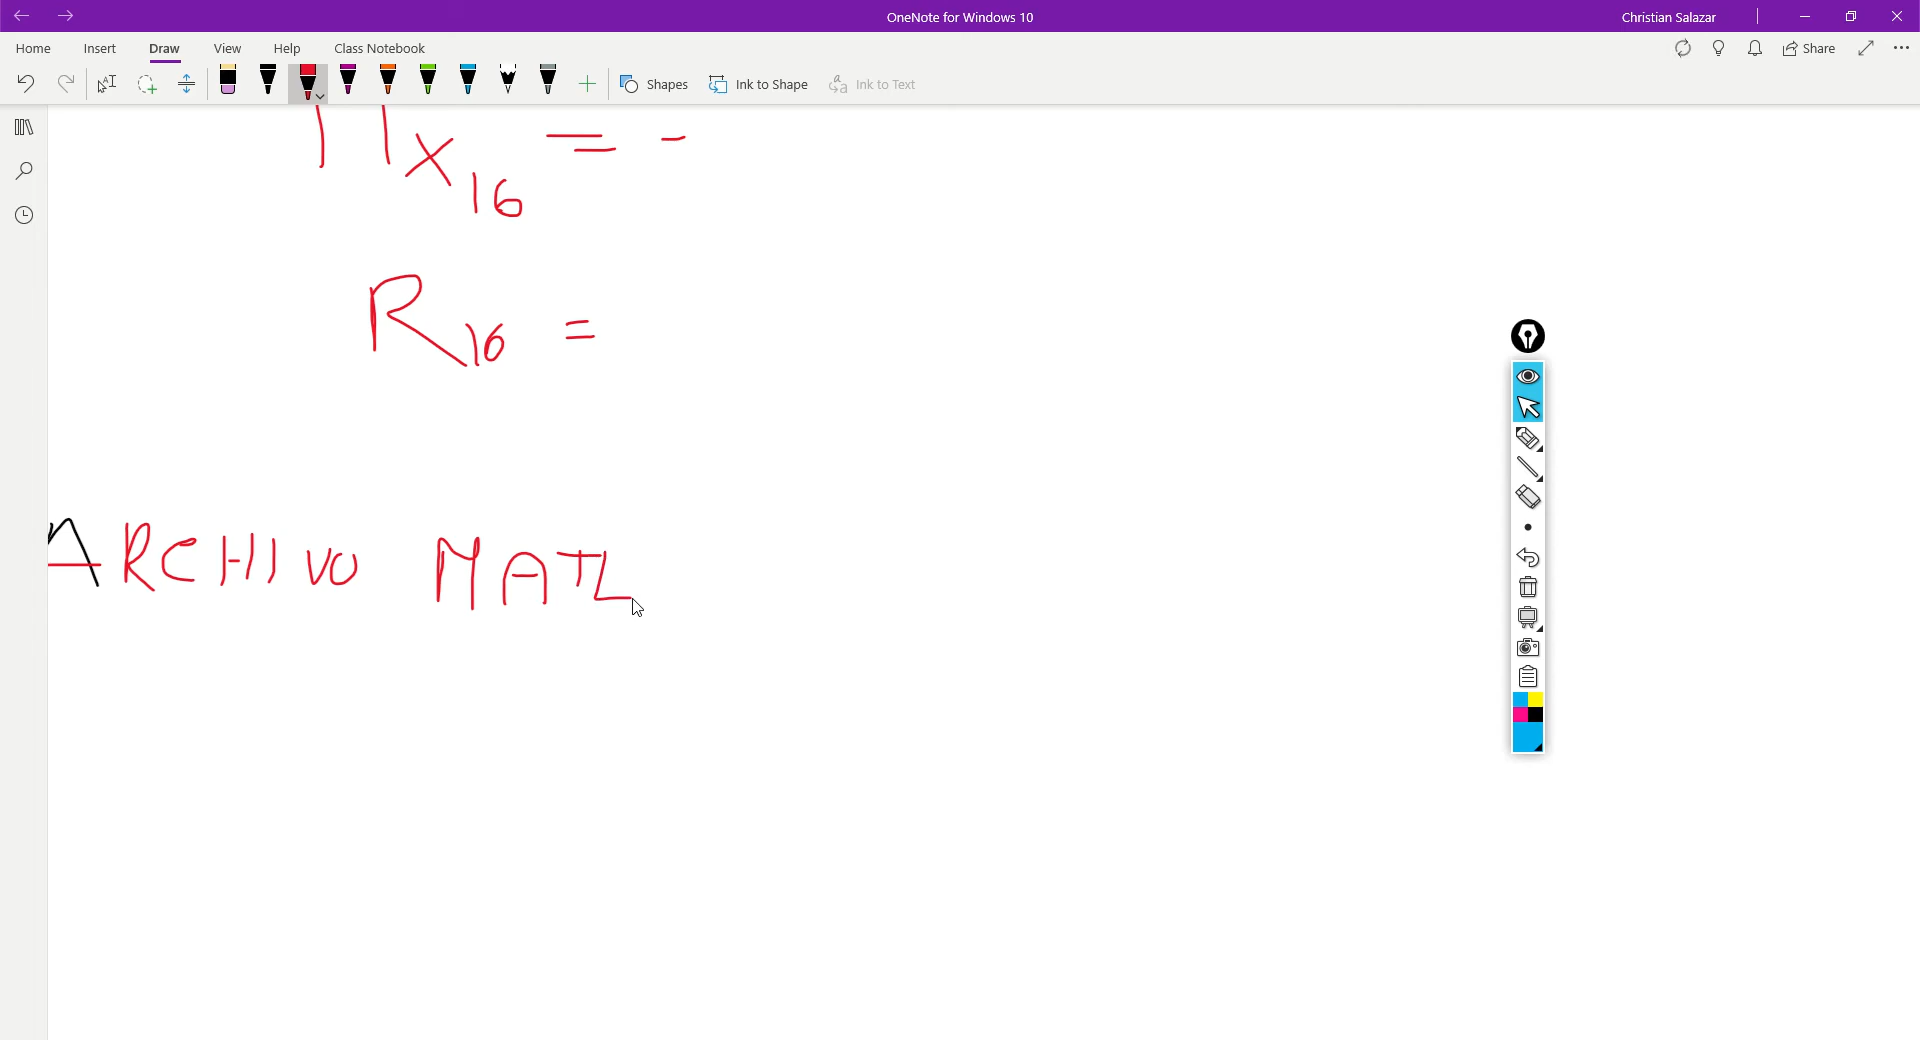 OneNote for Windows 10
Christian Salazar
Home Insert Draw View Help Class Notebook
Share
Shapes Ink to Shape Ink to Text
X16 = -
R16 =
ARCHIVO MATL